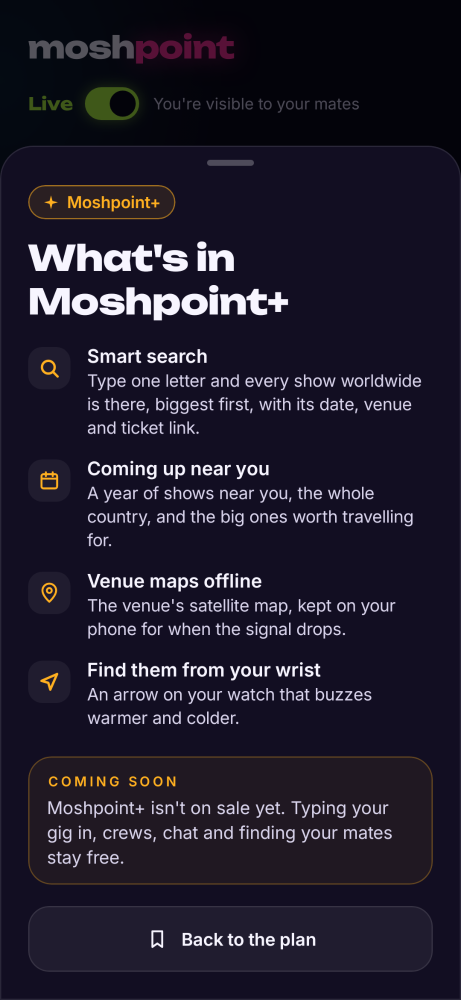 moshpoint
Live
You're visible to your mates
Moshpoint+
What's in
Moshpoint+
Smart search
Type one letter and every show worldwide
is there, biggest first, with its date, venue
and ticket link.
Coming up near you
A year of shows near you, the whole
country, and the big ones worth travelling
for.
Venue maps offline
The venue's satellite map, kept on your
phone for when the signal drops.
Find them from your wrist
An arrow on your watch that buzzes
warmer and colder.
COMING SOON
Moshpoint+ isn't on sale yet. Typing your
gig in, crews, chat and finding your mates
stay free.
Back to the plan